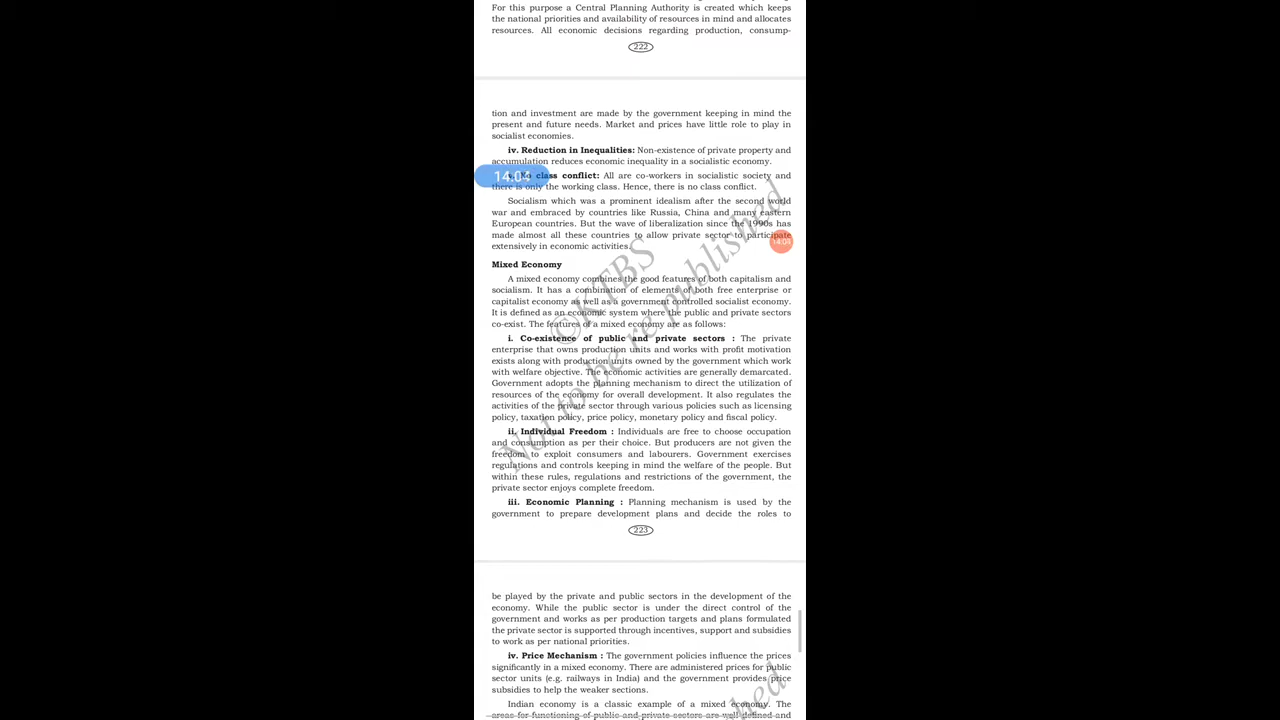 For this purpose a Central Planning Authority is created which keeps
the national priorities and availability of resources in mind and allocates
resources. All economic decisions regarding production, consump-
222
tion and investment are made by the government keeping in mind the
present and future needs. Market and prices have little role to play in
socialist economies.
iv. Reduction in Inequalities: Non-existence of private property and
accumulation reduces economic inequality in a socialistic economy.
14:04
class conflict: All are co-workers in socialistic society and
there is only the working class. Hence, there is no class conflict.
Socialism which was a prominent idealism after the second world
war and embraced by countries like Russia, China and many eastern
European countries. But the wave of liberalization since the 1990s has
made almost all these countries to allow private sector to participate
14:04
extensively in economic activities.
Mixed Economy
A mixed economy combines the good features of both capitalism and
socialism. It has a combination of elements of both free enterprise or
capitalist economy as well as a government controlled socialist economy.
It is defined as an economic system where the public and private sectors
co-exist. The features of a mixed economy are as follows:
i. Co-existence of public and private sectors : The private
enterprise that owns production units and works with profit motivation
exists along with production units owned by the government which work
with welfare objective. The economic activities are generally demarcated.
Government adopts the planning mechanism to direct the utilization of
resources of the economy for overall development. It also regulates the
activities of the private sector through various policies such as licensing
policy, taxation policy, price policy, monetary policy and fiscal policy.
ii. Individual Freedom : Individuals are free to choose occupation
and consumption as per their choice. But producers are not given the
freedom to exploit consumers and labourers. Government exercises
regulations and controls keeping in mind the welfare of the people. But
within these rules, regulations and restrictions of the government, the
private sector enjoys complete freedom.
iii. Economic Planning : Planning mechanism is used by the
government to prepare development plans and decide the roles to
©KTBS
Not to be republished
223
be played by the private and public sectors in the development of the
economy. While the public sector is under the direct control of the
government and works as per production targets and plans formulated
the private sector is supported through incentives, support and subsidies
to work as per national priorities.
iv. Price Mechanism : The government policies influence the prices
significantly in a mixed economy. There are administered prices for public
sector units (e.g. railways in India) and the government provides price
subsidies to help the weaker sections.
Indian economy is a classic example of a mixed economy. The
areas for functioning of public and private sectors are well defined and
shed